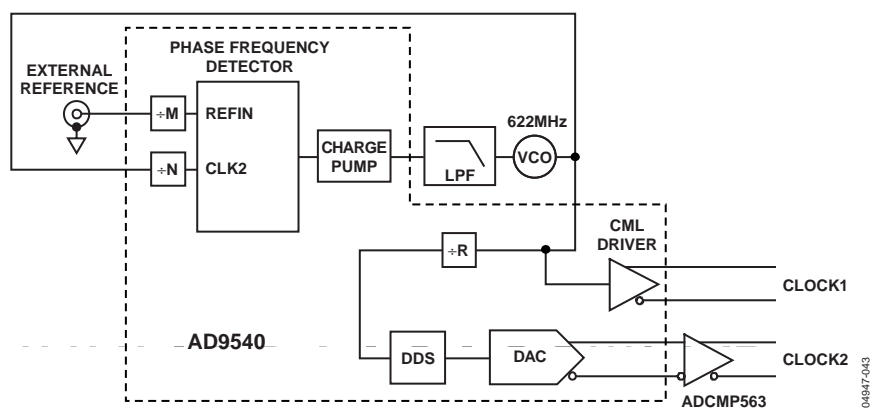 PHASE FREQUENCY
DETECTOR
EXTERNAL
REFERENCE
÷M
REFIN
÷N
CLK2
CHARGE
PUMP
LPF
622MHz
VCO
CML
DRIVER
÷R
CLOCK1
AD9540
DDS
DAC
CLOCK2
ADCMP563
04947-043